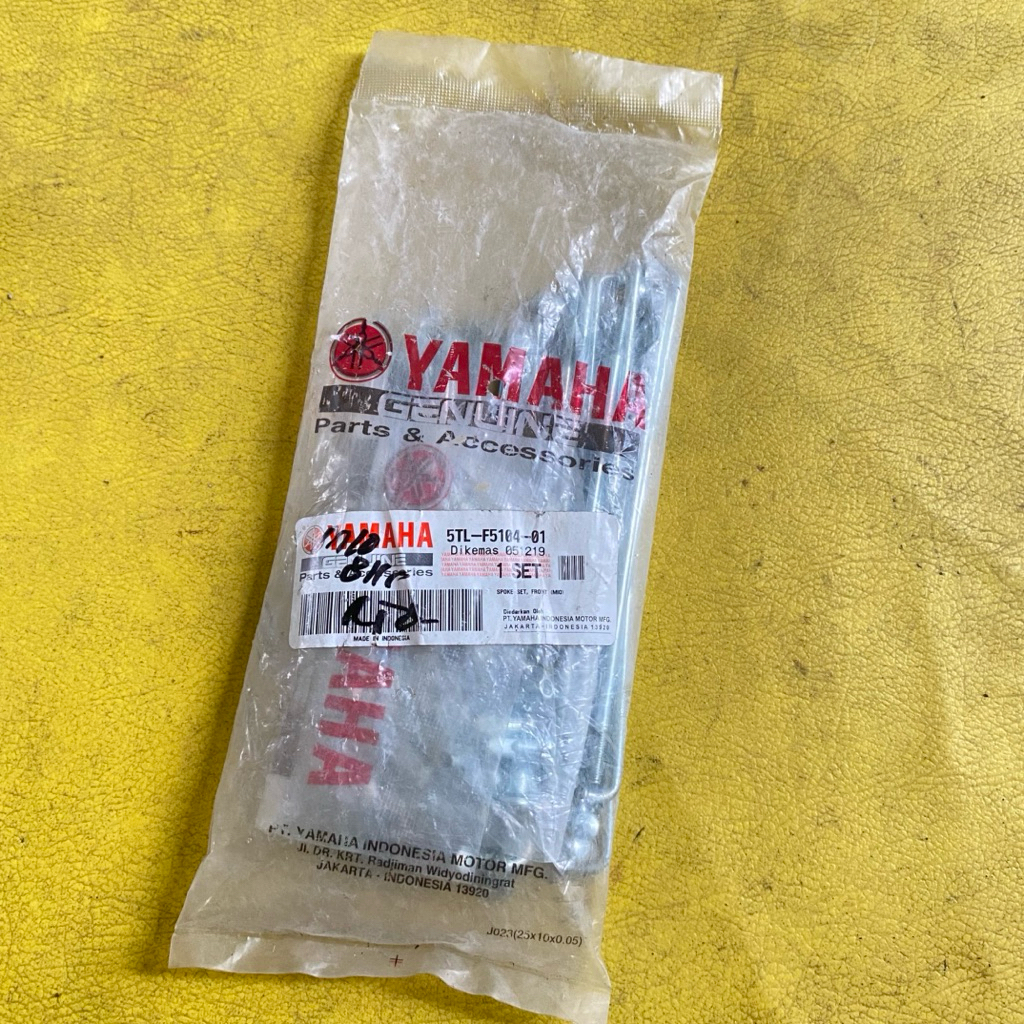 YAMAHA
GENUINE
Parts & Accessories
YAMAHA
GENUINE
Parts & Accessories
5TL-F5104-01
Dikemas 051219
1 SET
SPOKE SET, FRONT (MIO)
MADE IN INDONESIA
Diedarkan Oleh
PT. YAMAHA INDONESIA MOTOR MFG.
JAKARTA-INDONESIA 13920
AHA
PT. YAMAHA INDONESIA MOTOR MFG.
Jl. DR. KRT. Radjiman Widyodiningrat
JAKARTA - INDONESIA 13920
J023(25x10x0.05)